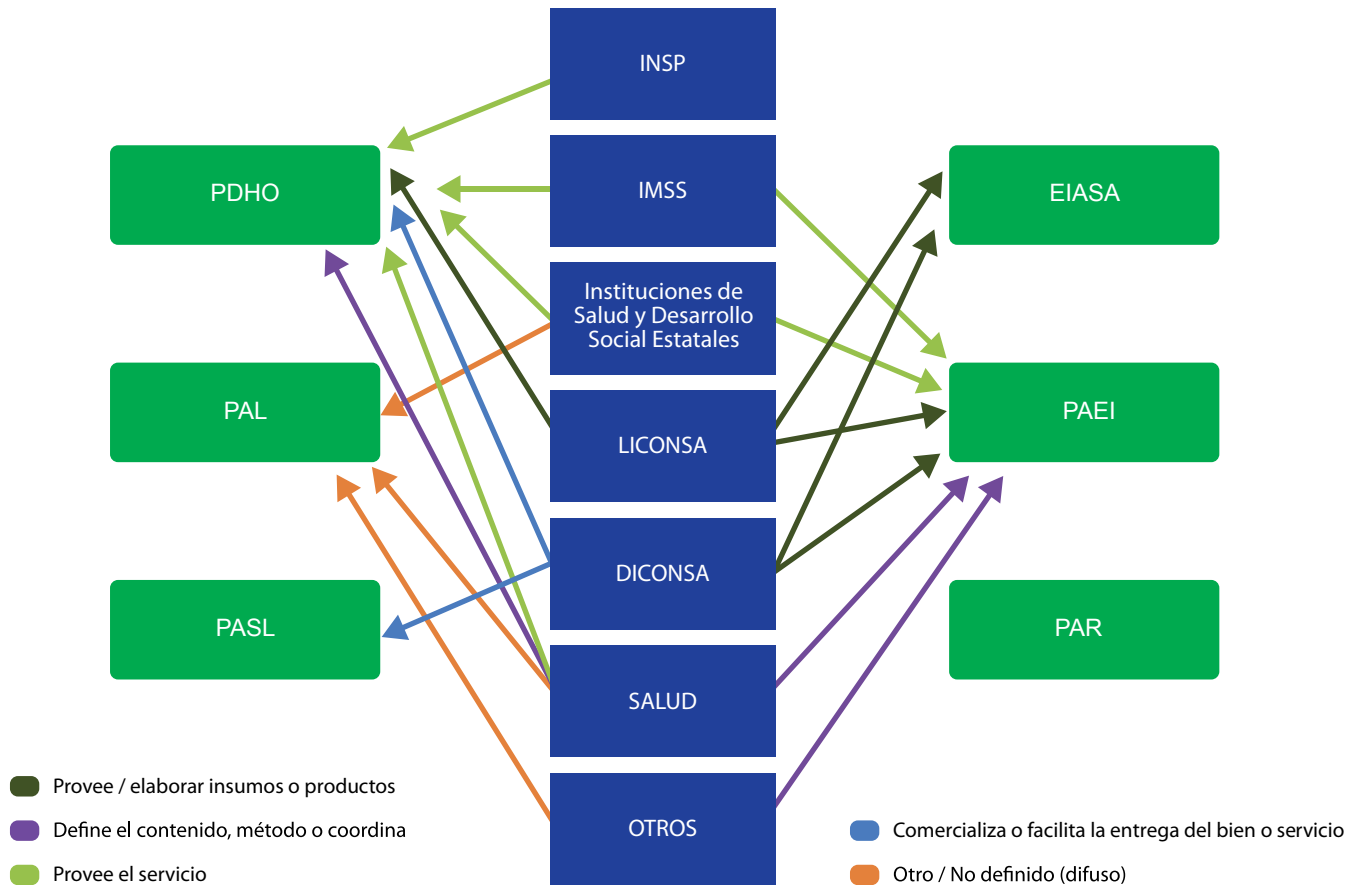 INSP
IMSS
Instituciones de
Salud y Desarrollo
Social Estatales
LICONSA
DICONSA
SALUD
OTROS
PDHO
PAL
PASL
EIASA
PAEI
PAR
Provee / elaborar insumos o productos
Define el contenido, método o coordina
Provee el servicio
Comercializa o facilita la entrega del bien o servicio
Otro / No definido (difuso)